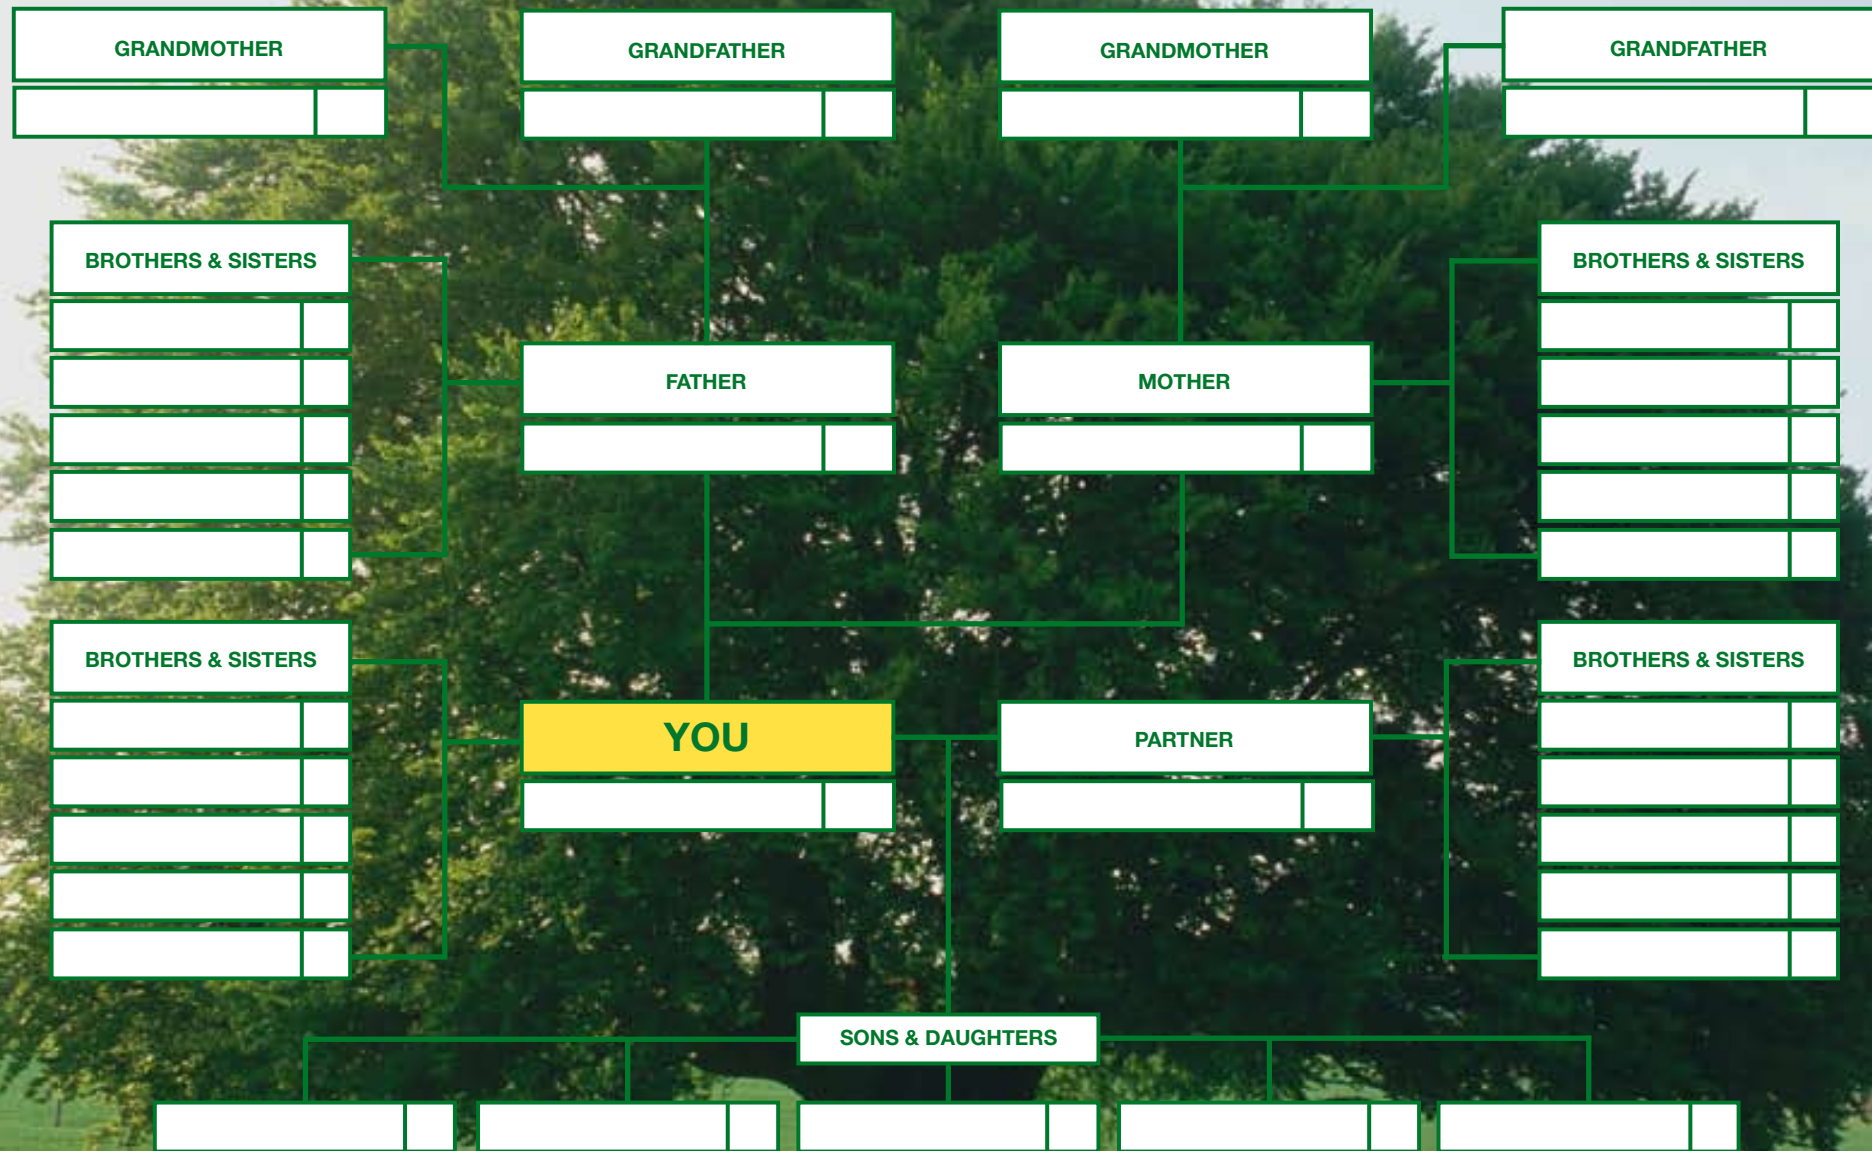 GRANDMOTHER
GRANDFATHER
GRANDMOTHER
GRANDFATHER
BROTHERS & SISTERS
BROTHERS & SISTERS
FATHER
MOTHER
BROTHERS & SISTERS
BROTHERS & SISTERS
YOU
PARTNER
SONS & DAUGHTERS